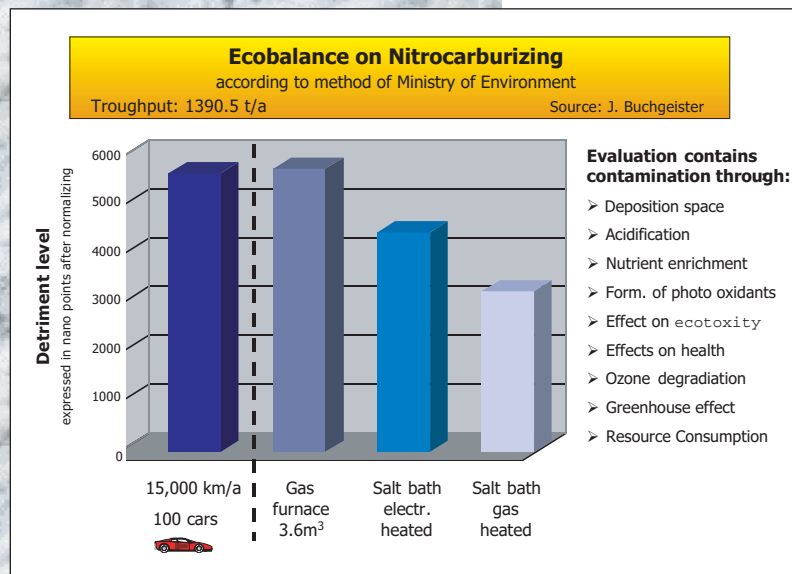 Ecobalance on Nitrocarburizing
according to method of Ministry of Environment
Troughput: 1390.5 t/a
Source: J. Buchgeister
Detriment level
expressed in nano points after normalizing
6000
5000
4000
3000
2000
1000
0
15,000 km/a
100 cars
Gas
furnace
3.6m³
Salt bath
electr.
heated
Salt bath
gas
heated
Evaluation contains
contamination through:
➢ Deposition space
➢ Acidification
➢ Nutrient enrichment
➢ Form. of photo oxidants
➢ Effect on ecotoxity
➢ Effects on health
➢ Ozone degradiation
➢ Greenhouse effect
➢ Resource Consumption